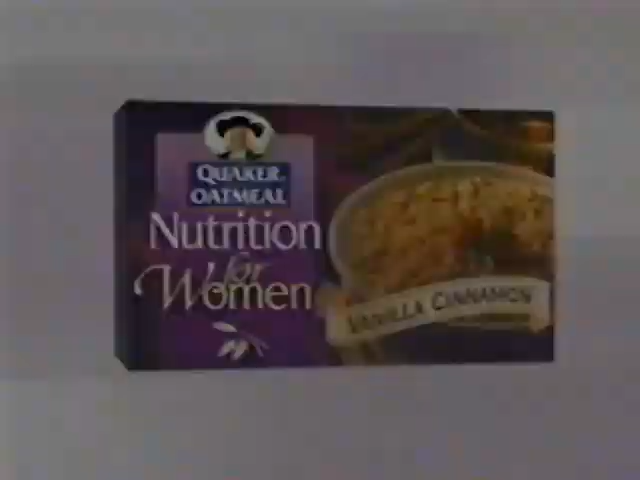 QUAKER
OATMEAL
Nutrition
for
Women
VANILLA CINNAMON